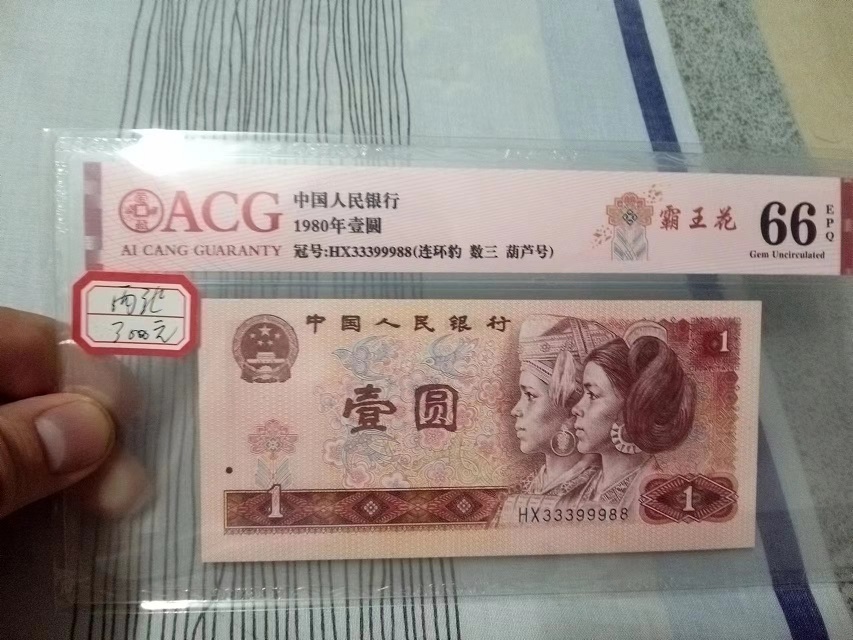 ACG
AI CANG GUARANTY
中国人民银行
1980年壹圓
冠号:HX33399988(连环豹 数三 葫芦号)
霸王花
66
EPQ
Gem Uncirculated
两张
3000元
中国人民银行
1
壹圆
1
1
HX33399988